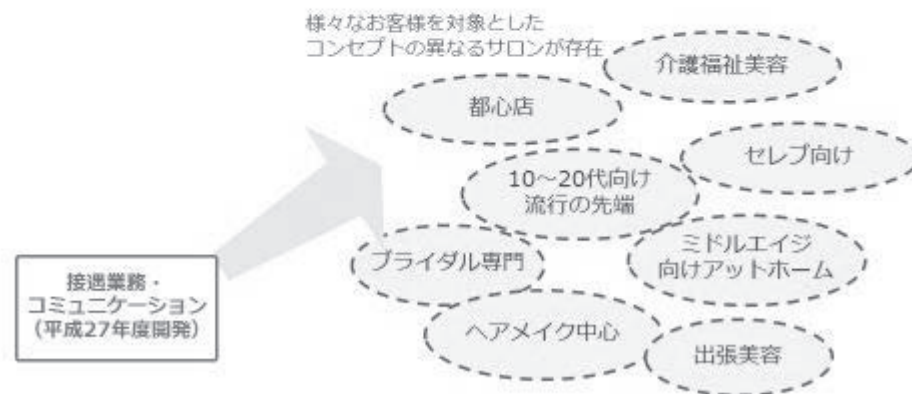 様々なお客様を対象とした
コンセプトの異なるサロンが存在
介護福祉美容
都心店
セレブ向け
10～20代向け
流行の先端
ミドルエイジ
向けアットホーム
ブライダル専門
接遇業務・
コミュニケーション
（平成27年度開発）
ヘアメイク中心
出張美容